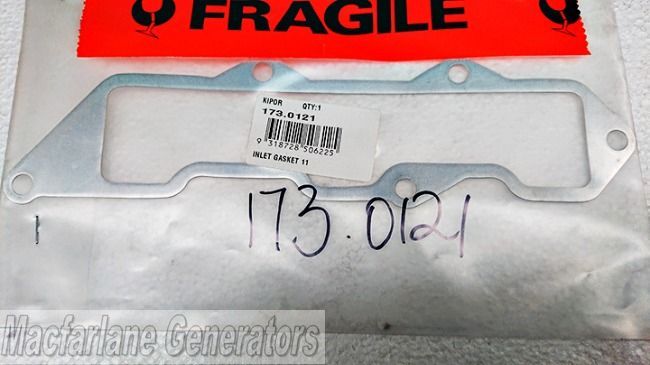 FRAGILE
KIPOR QTY:1
173.0121
9 318728 506225
INLET GASKET 11
173.0121
Macfarlane Generators